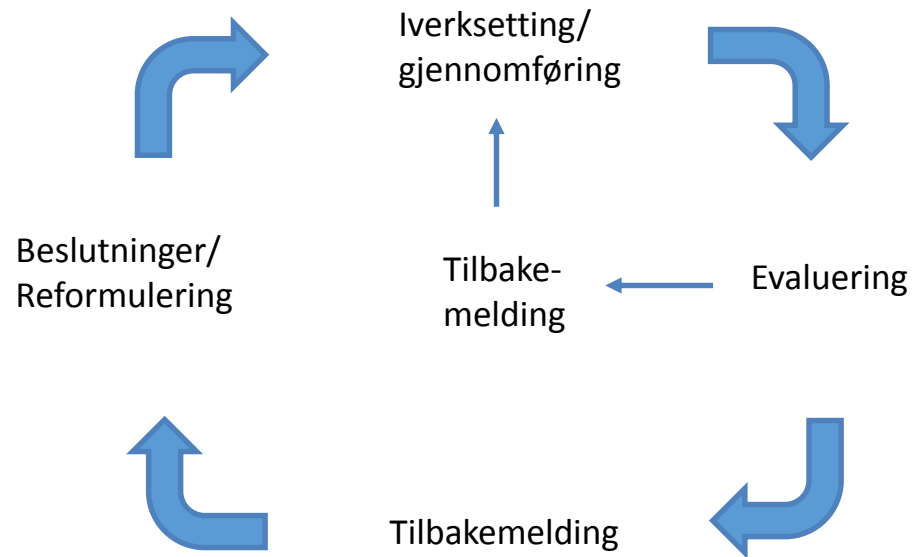 Iverksetting/
gjennomføring
Beslutninger/
Reformulering
Tilbake-
melding
Evaluering
Tilbakemelding